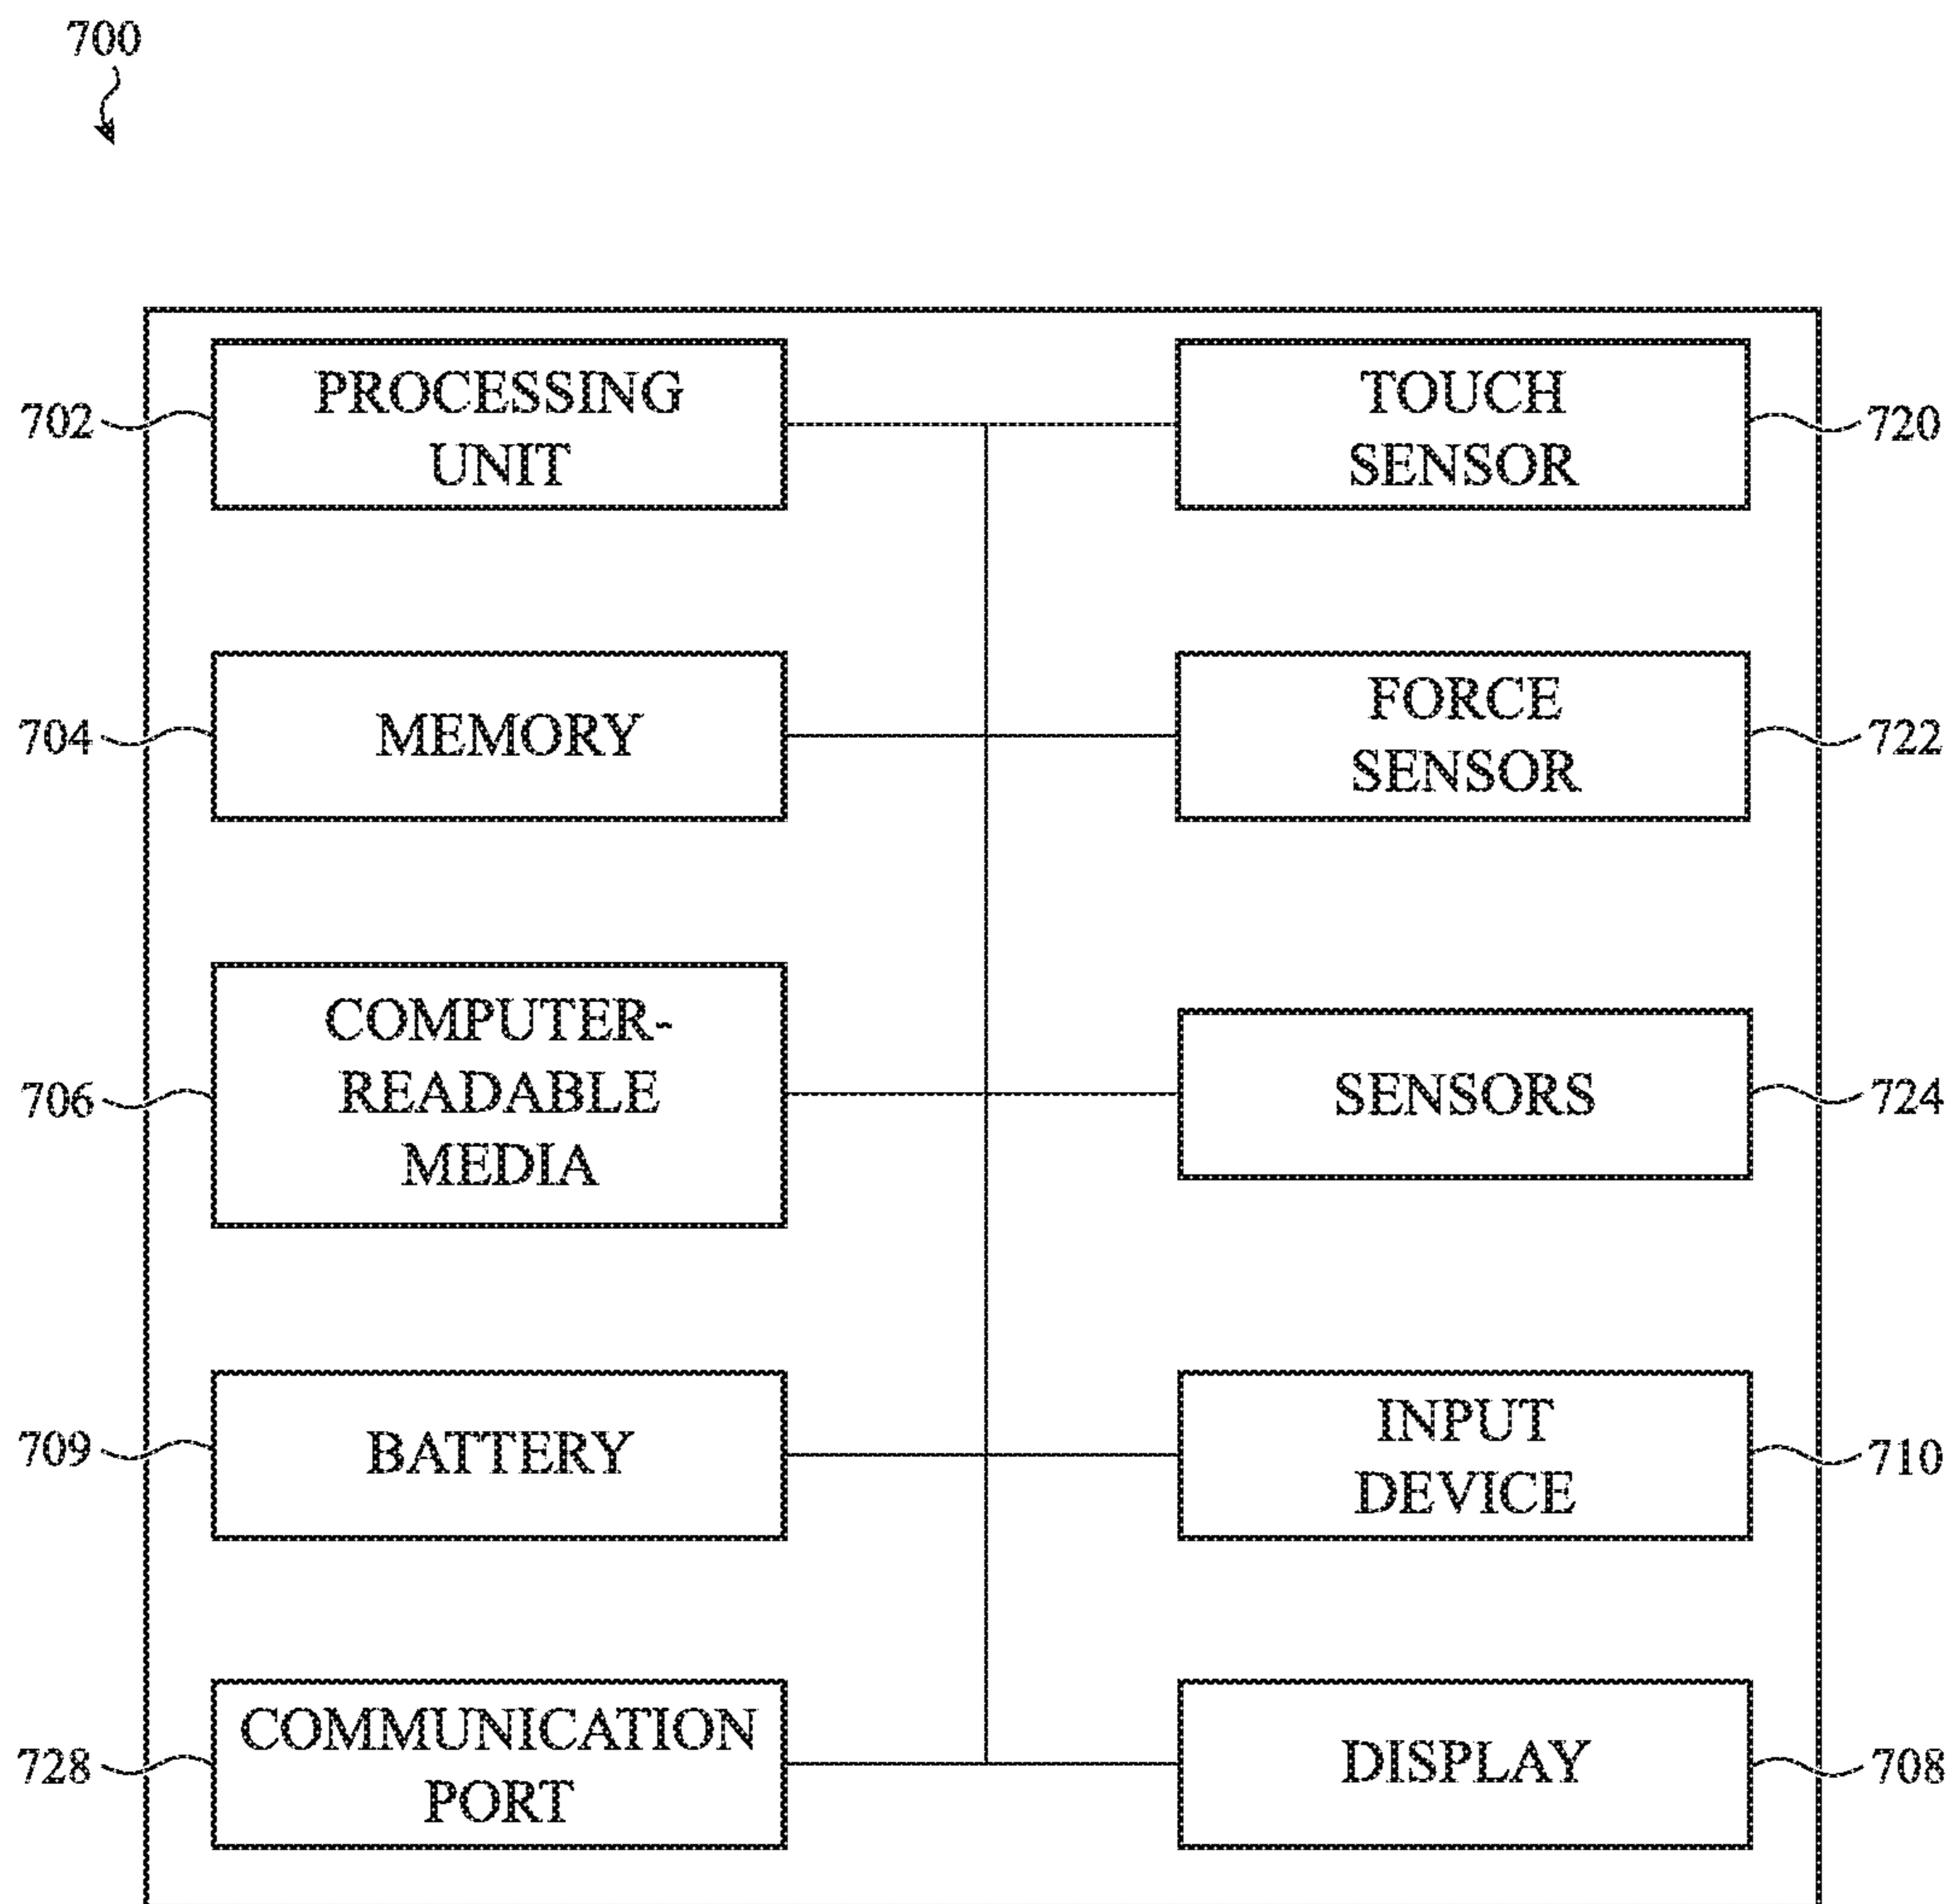 700
702
PROCESSING
UNIT
TOUCH
SENSOR
720
704
MEMORY
FORCE
SENSOR
722
706
COMPUTER-
READABLE
MEDIA
SENSORS
724
709
BATTERY
INPUT
DEVICE
710
728
COMMUNICATION
PORT
DISPLAY
708